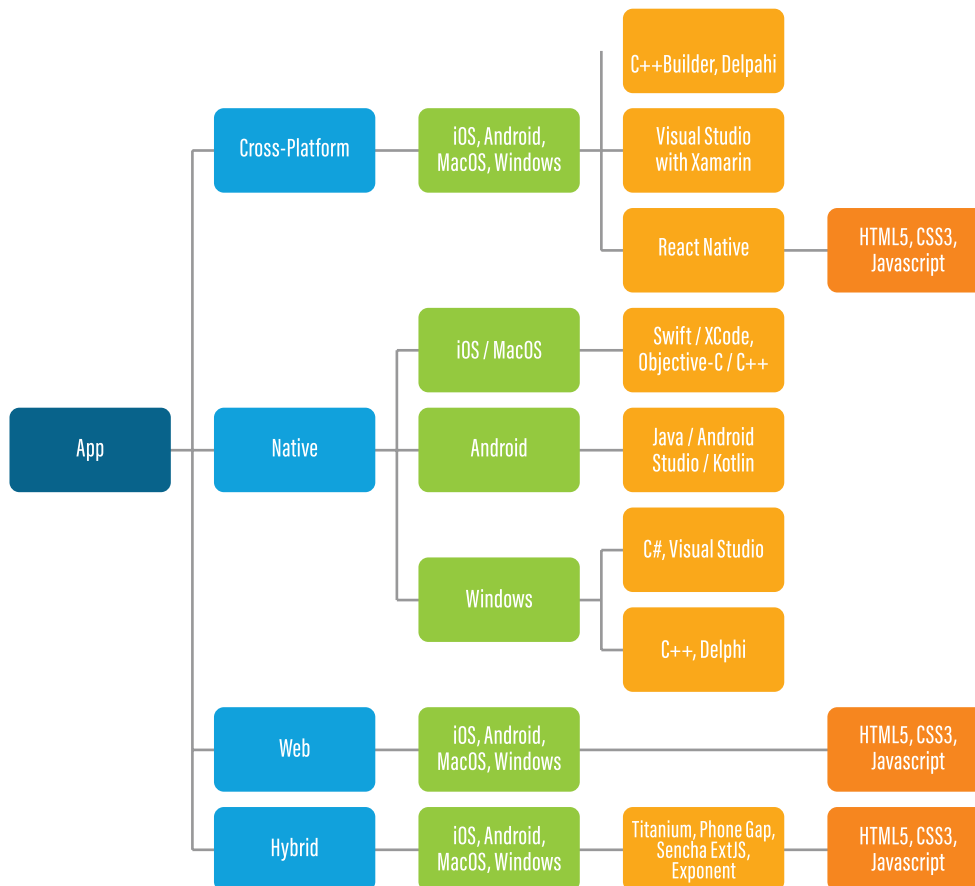 C++Builder, Delpahi
Cross-Platform
iOS, Android,
MacOS, Windows
Visual Studio
with Xamarin
React Native
HTML5, CSS3,
Javascript
App
Native
iOS / MacOS
Swift / XCode,
Objective-C / C++
Android
Java / Android
Studio / Kotlin
Windows
C#, Visual Studio
C++, Delphi
Web
iOS, Android,
MacOS, Windows
HTML5, CSS3,
Javascript
Hybrid
iOS, Android,
MacOS, Windows
Titanium, Phone Gap,
Sencha ExtJS,
Exponent
HTML5, CSS3,
Javascript